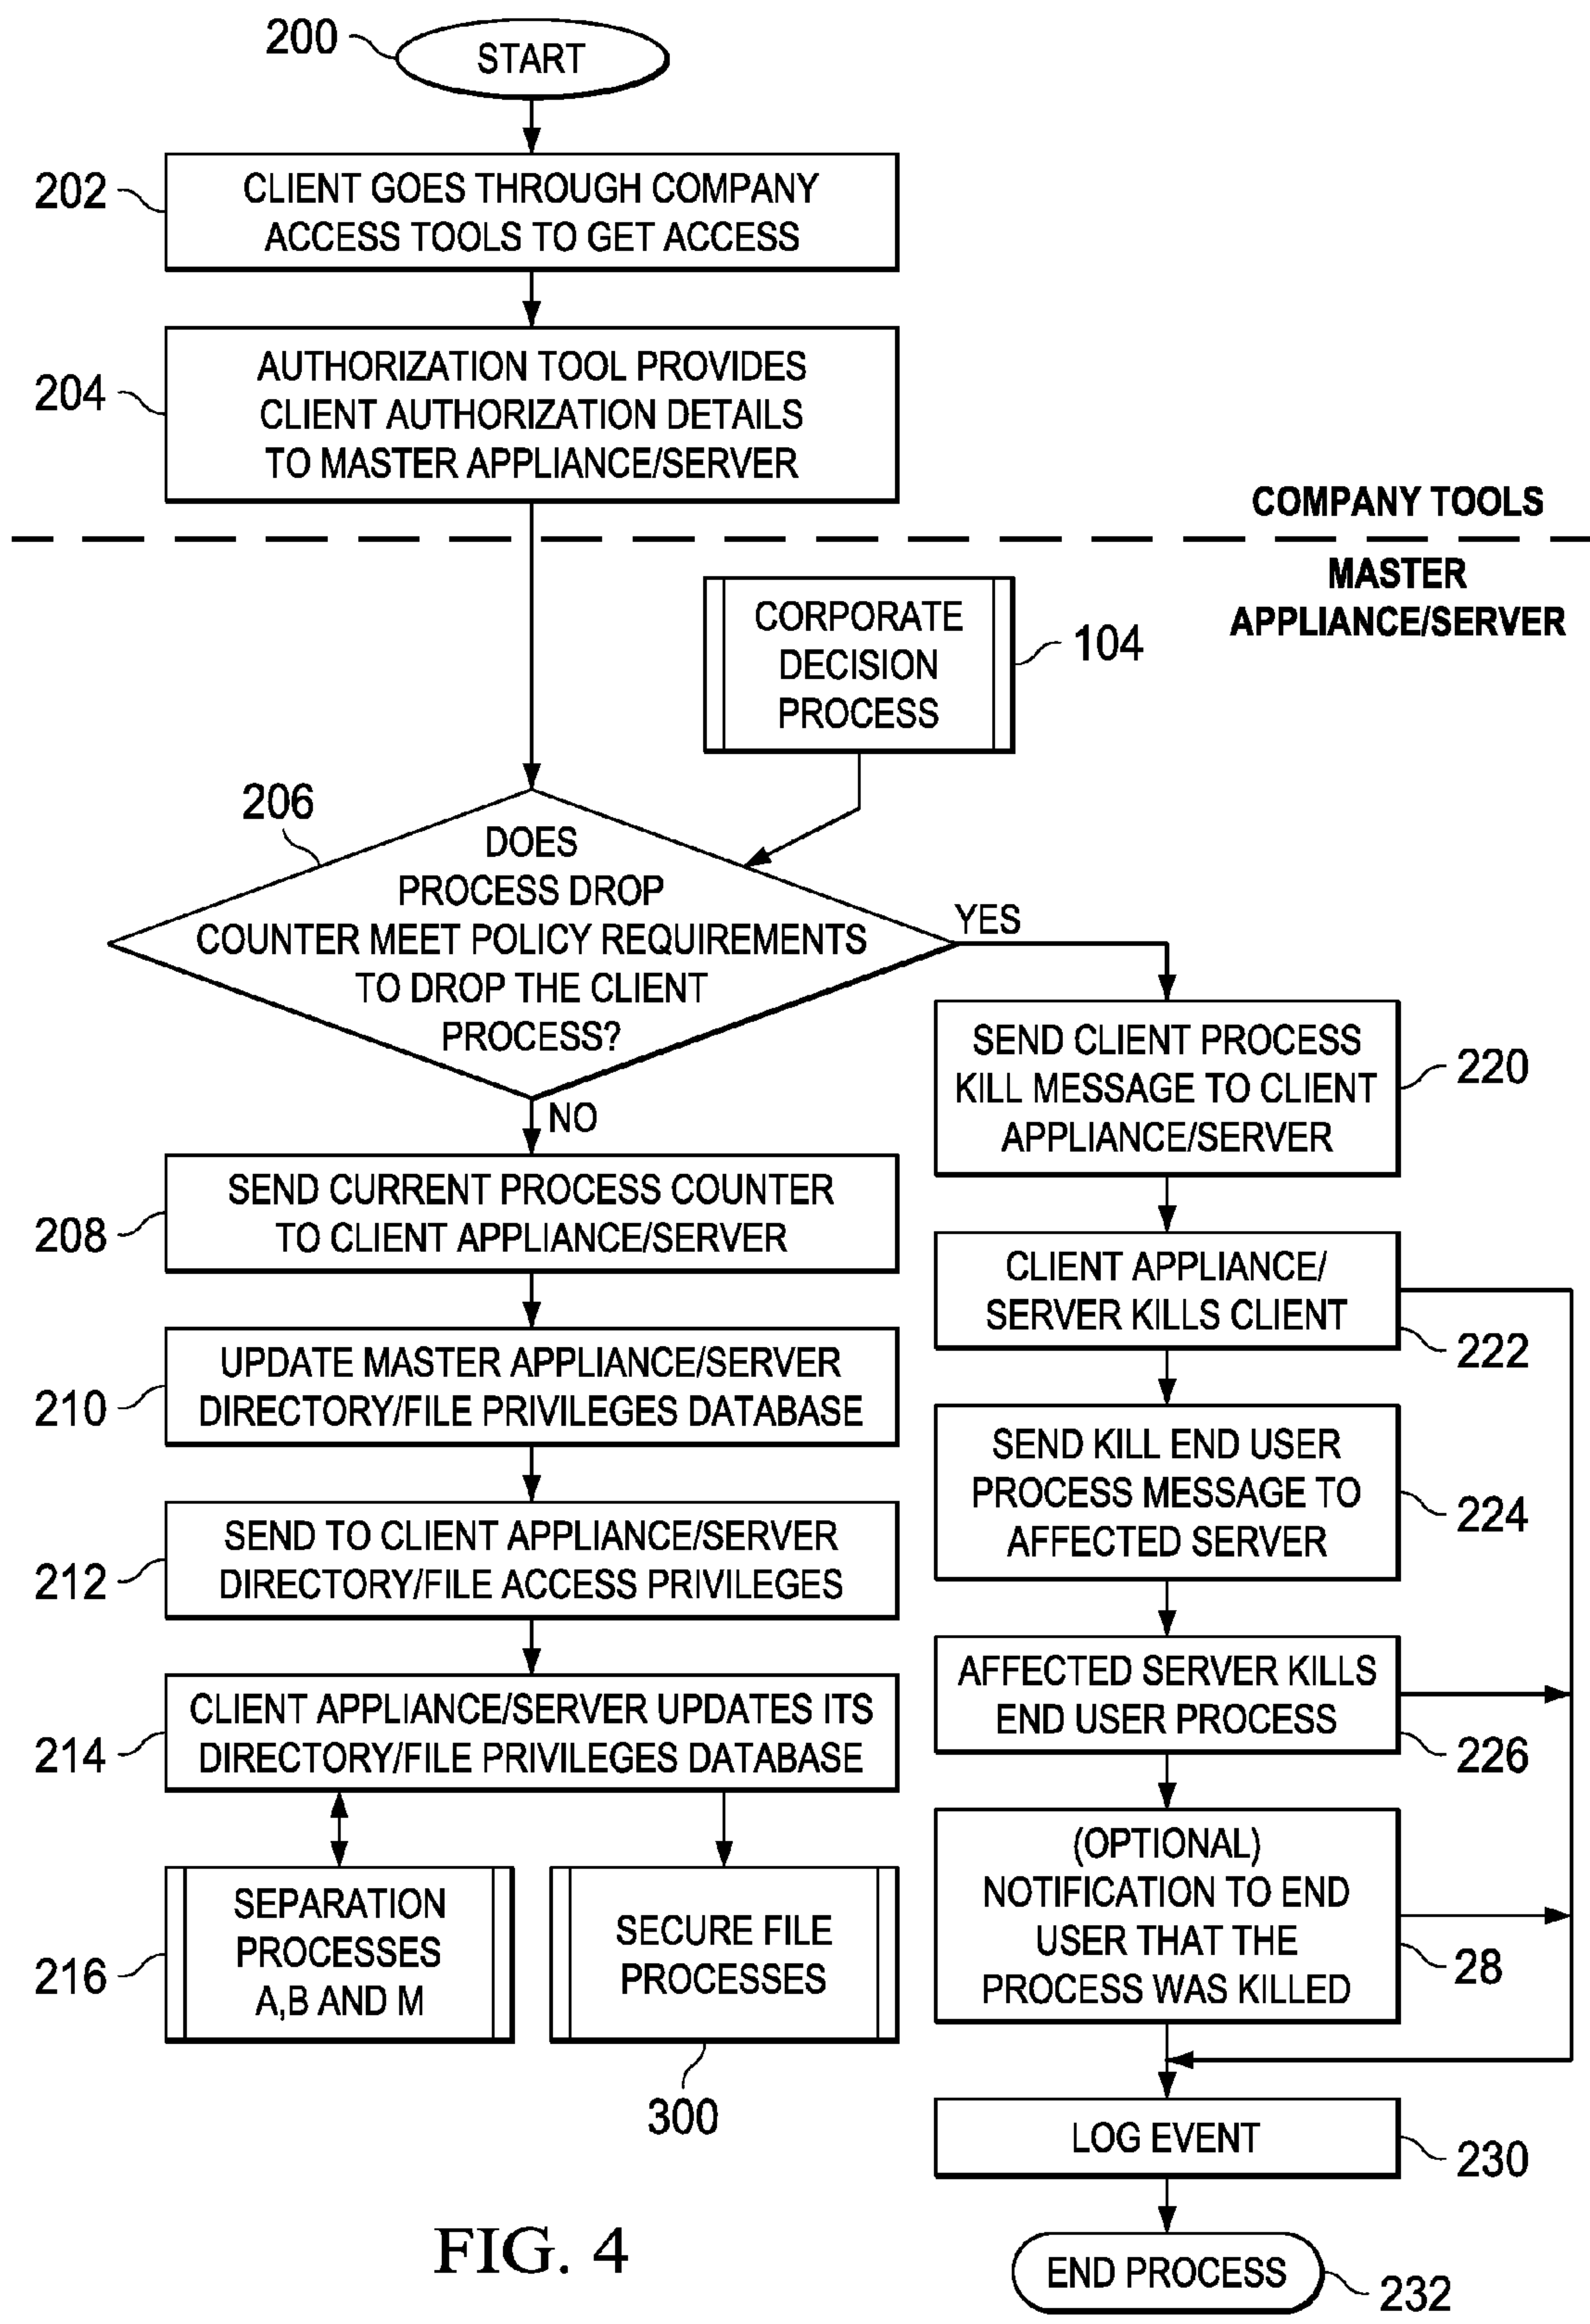 200
START
202
CLIENT GOES THROUGH COMPANY
ACCESS TOOLS TO GET ACCESS
204
AUTHORIZATION TOOL PROVIDES
CLIENT AUTHORIZATION DETAILS
TO MASTER APPLIANCE/SERVER
COMPANY TOOLS
MASTER
APPLIANCE/SERVER
CORPORATE
DECISION
PROCESS
104
206
DOES
PROCESS DROP
COUNTER MEET POLICY REQUIREMENTS
TO DROP THE CLIENT
PROCESS?
YES
NO
208
SEND CURRENT PROCESS COUNTER
TO CLIENT APPLIANCE/SERVER
210
UPDATE MASTER APPLIANCE/SERVER
DIRECTORY/FILE PRIVILEGES DATABASE
212
SEND TO CLIENT APPLIANCE/SERVER
DIRECTORY/FILE ACCESS PRIVILEGES
214
CLIENT APPLIANCE/SERVER UPDATES ITS
DIRECTORY/FILE PRIVILEGES DATABASE
216
SEPARATION
PROCESSES
A,B AND M
SECURE FILE
PROCESSES
300
SEND CLIENT PROCESS
KILL MESSAGE TO CLIENT
APPLIANCE/SERVER
220
CLIENT APPLIANCE/
SERVER KILLS CLIENT
222
SEND KILL END USER
PROCESS MESSAGE TO
AFFECTED SERVER
224
AFFECTED SERVER KILLS
END USER PROCESS
226
(OPTIONAL)
NOTIFICATION TO END
USER THAT THE
PROCESS WAS KILLED
28
LOG EVENT
230
END PROCESS
232
FIG. 4